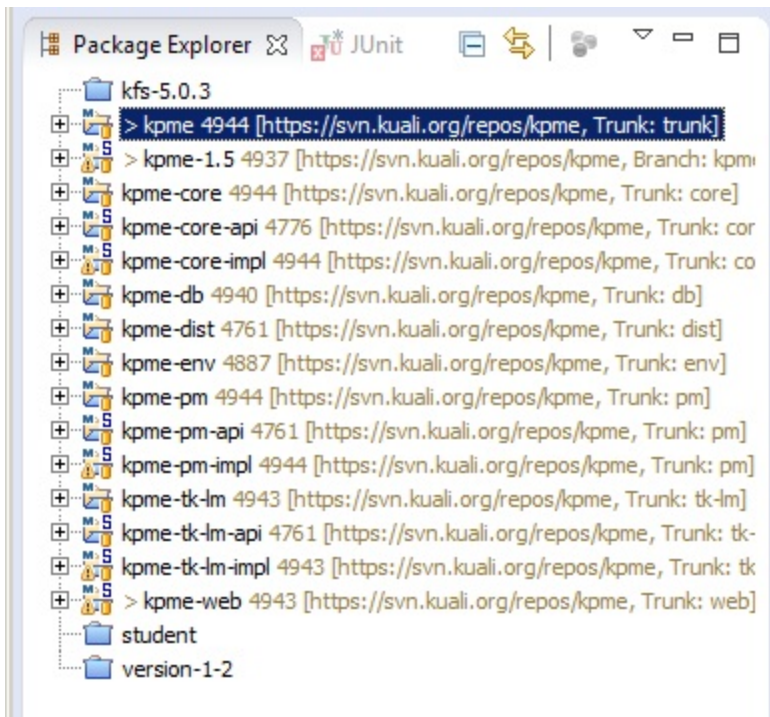 Package Explorer JUnit
kfs-5.0.3
> kpme 4944 [https://svn.kuali.org/repos/kpme, Trunk: trunk]
> kpme-1.5 4937 [https://svn.kuali.org/repos/kpme, Branch: kpm
kpme-core 4944 [https://svn.kuali.org/repos/kpme, Trunk: core]
kpme-core-api 4776 [https://svn.kuali.org/repos/kpme, Trunk: cor
kpme-core-impl 4944 [https://svn.kuali.org/repos/kpme, Trunk: co
kpme-db 4940 [https://svn.kuali.org/repos/kpme, Trunk: db]
kpme-dist 4761 [https://svn.kuali.org/repos/kpme, Trunk: dist]
kpme-env 4887 [https://svn.kuali.org/repos/kpme, Trunk: env]
kpme-pm 4944 [https://svn.kuali.org/repos/kpme, Trunk: pm]
kpme-pm-api 4761 [https://svn.kuali.org/repos/kpme, Trunk: pm]
kpme-pm-impl 4944 [https://svn.kuali.org/repos/kpme, Trunk: pm]
kpme-tk-lm 4943 [https://svn.kuali.org/repos/kpme, Trunk: tk-lm]
kpme-tk-lm-api 4761 [https://svn.kuali.org/repos/kpme, Trunk: tk-
kpme-tk-lm-impl 4943 [https://svn.kuali.org/repos/kpme, Trunk: tk
> kpme-web 4943 [https://svn.kuali.org/repos/kpme, Trunk: web]
student
version-1-2